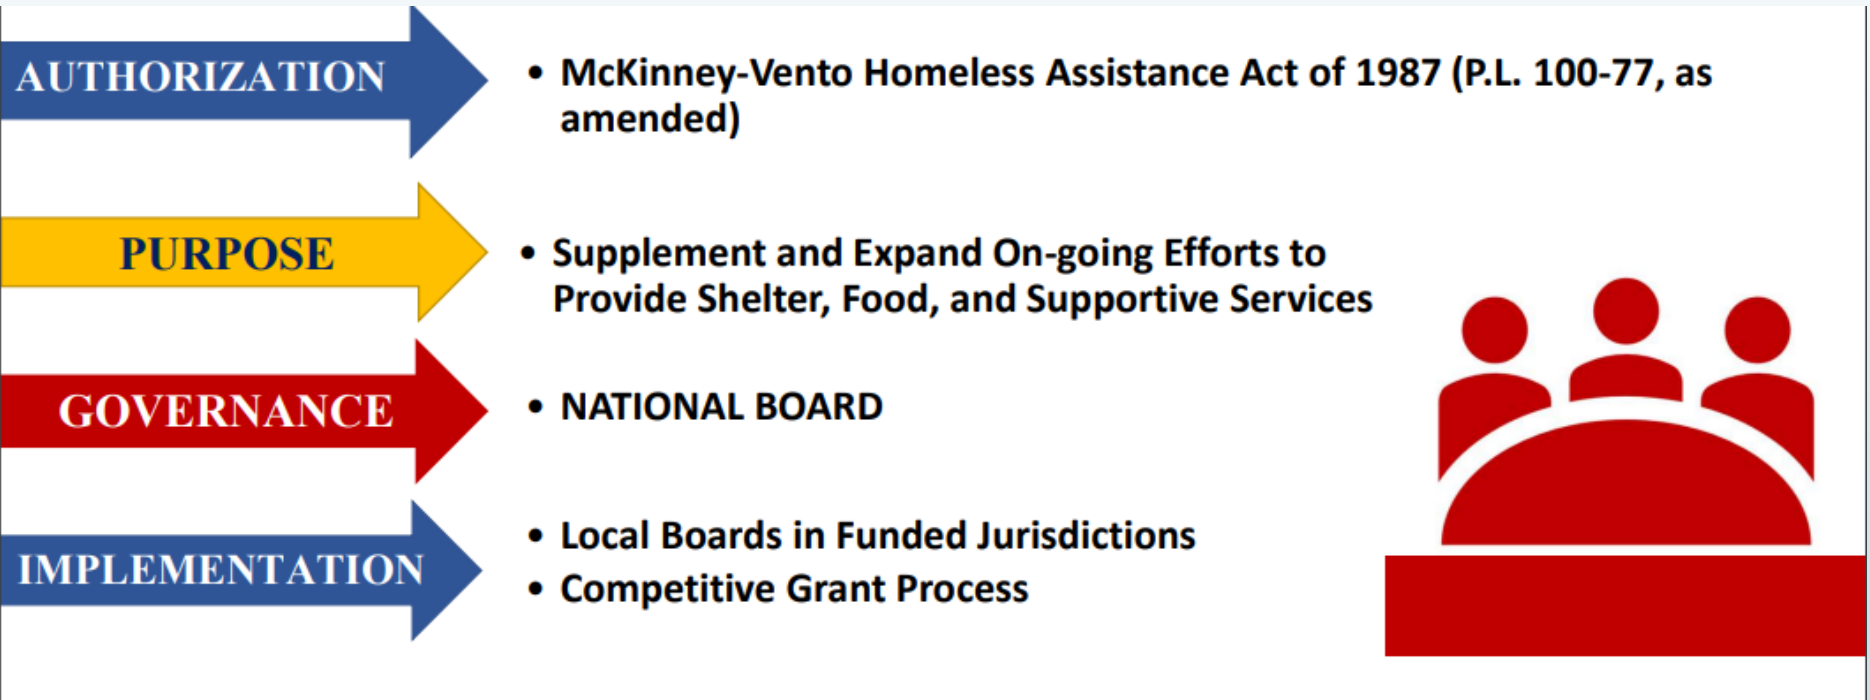 AUTHORIZATION
• McKinney-Vento Homeless Assistance Act of 1987 (P.L. 100-77, as
amended)
PURPOSE
• Supplement and Expand On-going Efforts to
Provide Shelter, Food, and Supportive Services
GOVERNANCE
• NATIONAL BOARD
IMPLEMENTATION
• Local Boards in Funded Jurisdictions
• Competitive Grant Process